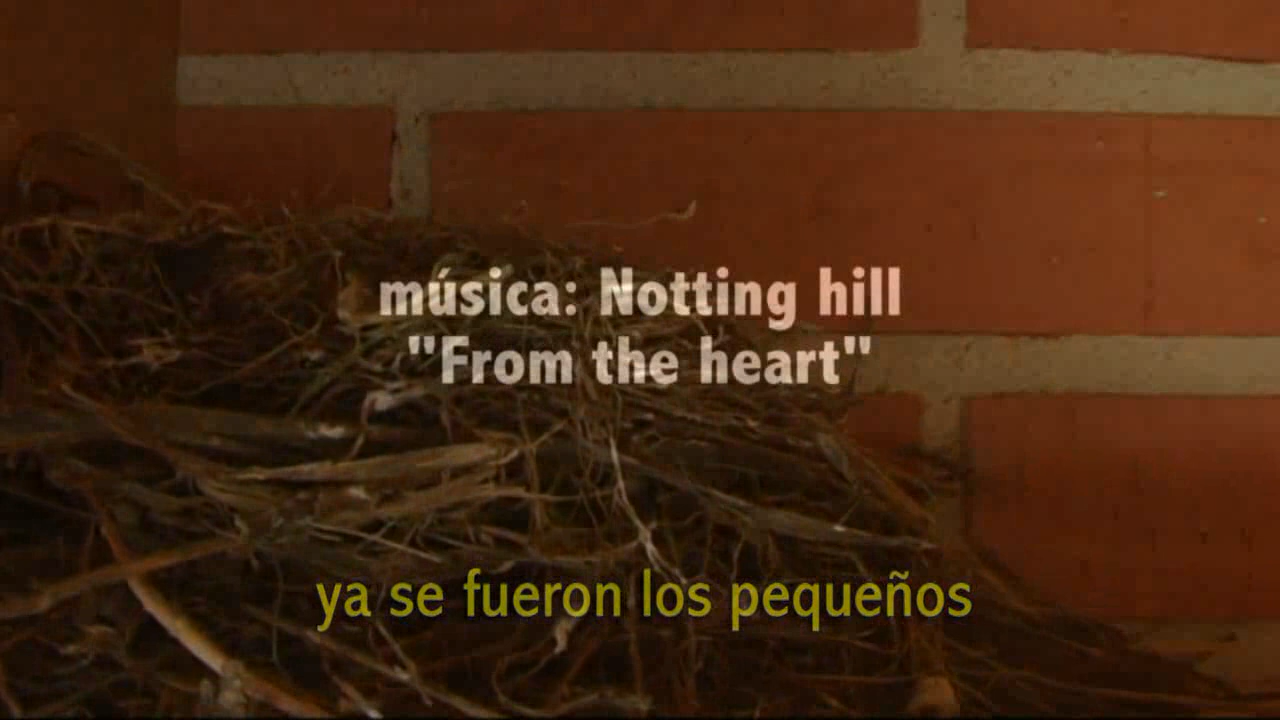 música: Notting hill
"From the heart"
ya se fueron los pequeños